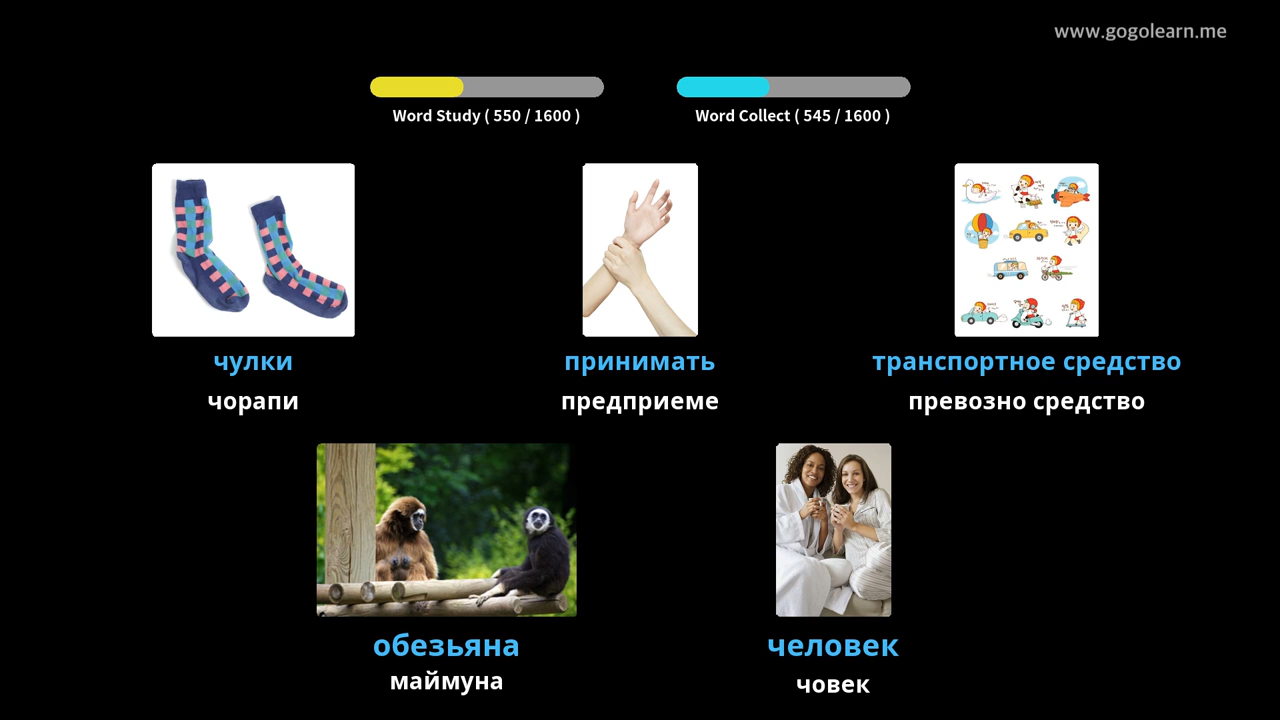 www.gogolearn.me
Word Study ( 550 / 1600 )
Word Collect ( 545 / 1600 )
чулки
чорапи
принимать
предприеме
транспортное средство
превозно средство
обезьяна
маймуна
человек
човек